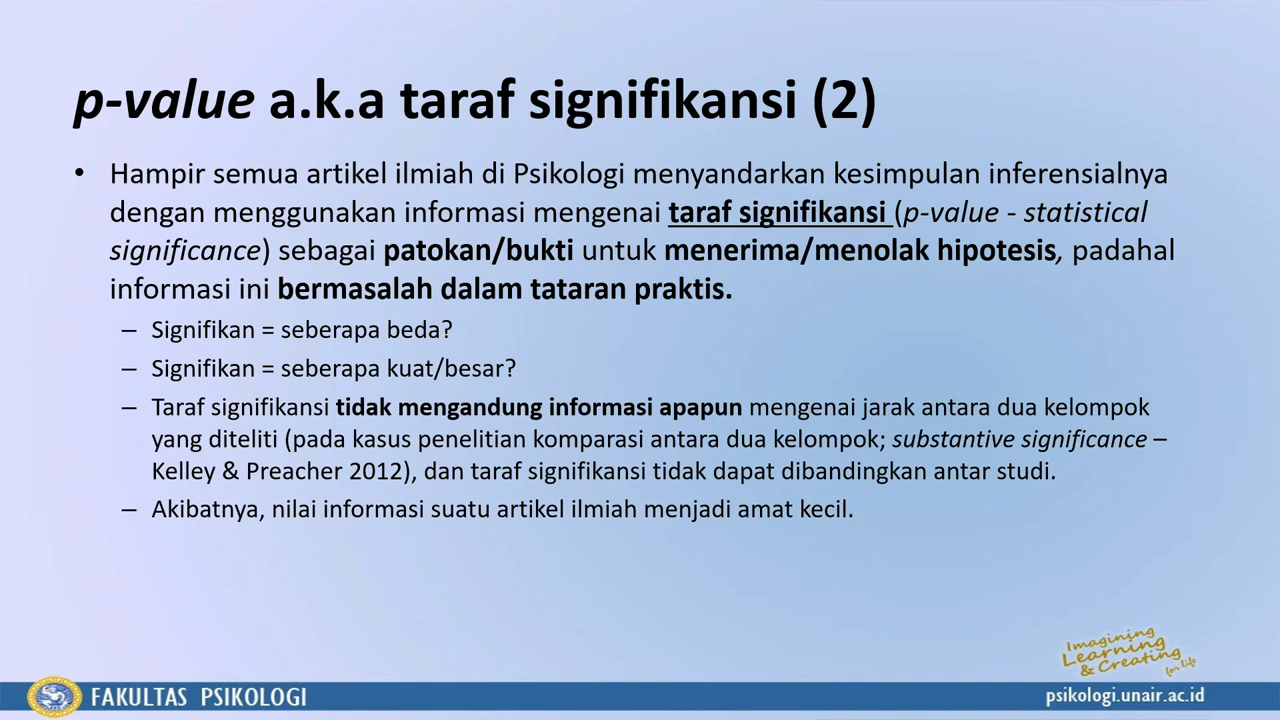 p-value a.k.a taraf signifikansi (2)
• Hampir semua artikel ilmiah di Psikologi menyandarkan kesimpulan inferensialnya
dengan menggunakan informasi mengenai taraf signifikansi (p-value - statistical
significance) sebagai patokan/bukti untuk menerima/menolak hipotesis, padahal
informasi ini bermasalah dalam tataran praktis.
– Signifikan = seberapa beda?
– Signifikan = seberapa kuat/besar?
– Taraf signifikansi tidak mengandung informasi apapun mengenai jarak antara dua kelompok
yang diteliti (pada kasus penelitian komparasi antara dua kelompok; substantive significance –
Kelley & Preacher 2012), dan taraf signifikansi tidak dapat dibandingkan antar studi.
– Akibatnya, nilai informasi suatu artikel ilmiah menjadi amat kecil.
Imagining
Learning
& Creating
for life
FAKULTAS PSIKOLOGI
psikologi.unair.ac.id